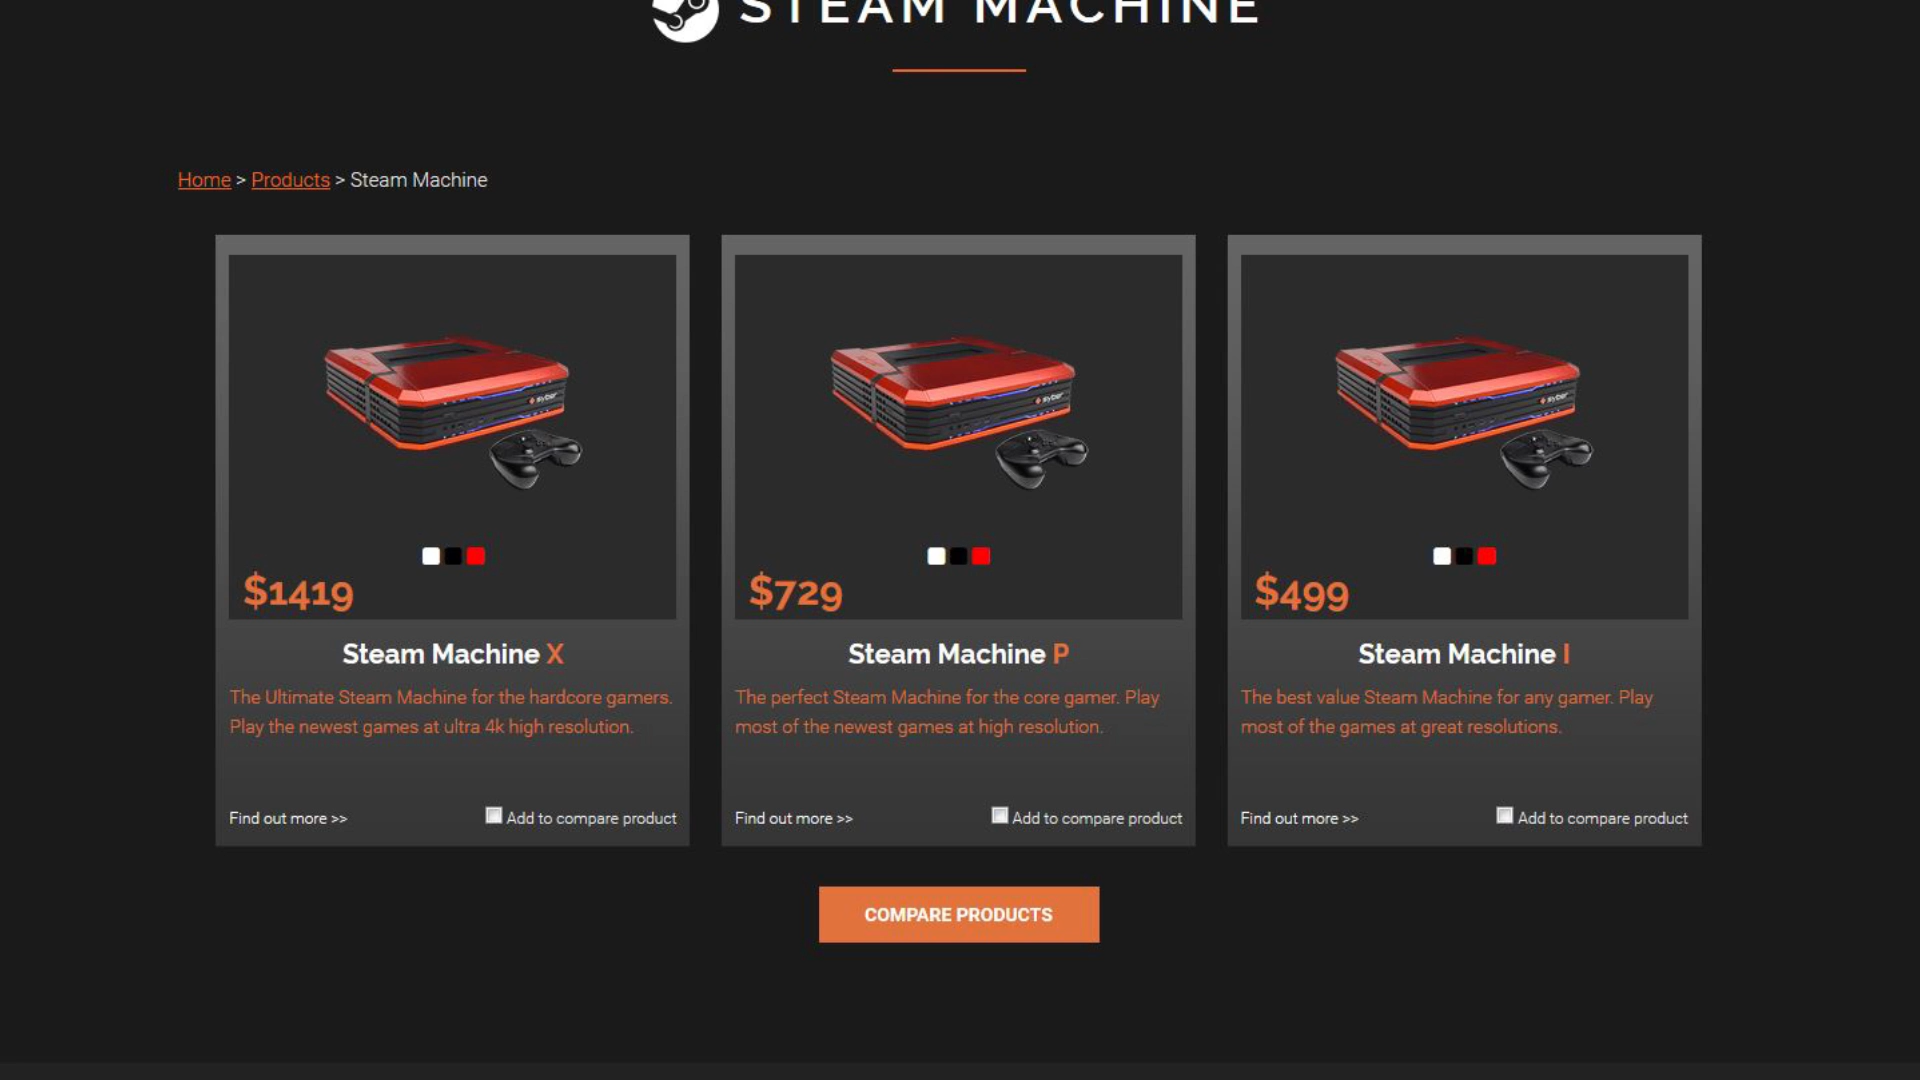 STEAM MACHINE
Home > Products > Steam Machine
$1419
Steam Machine X
The Ultimate Steam Machine for the hardcore gamers.
Play the newest games at ultra 4k high resolution.
Find out more >>
Add to compare product
$729
Steam Machine P
The perfect Steam Machine for the core gamer. Play
most of the newest games at high resolution.
Find out more >>
Add to compare product
$499
Steam Machine I
The best value Steam Machine for any gamer. Play
most of the games at great resolutions.
Find out more >>
Add to compare product
COMPARE PRODUCTS